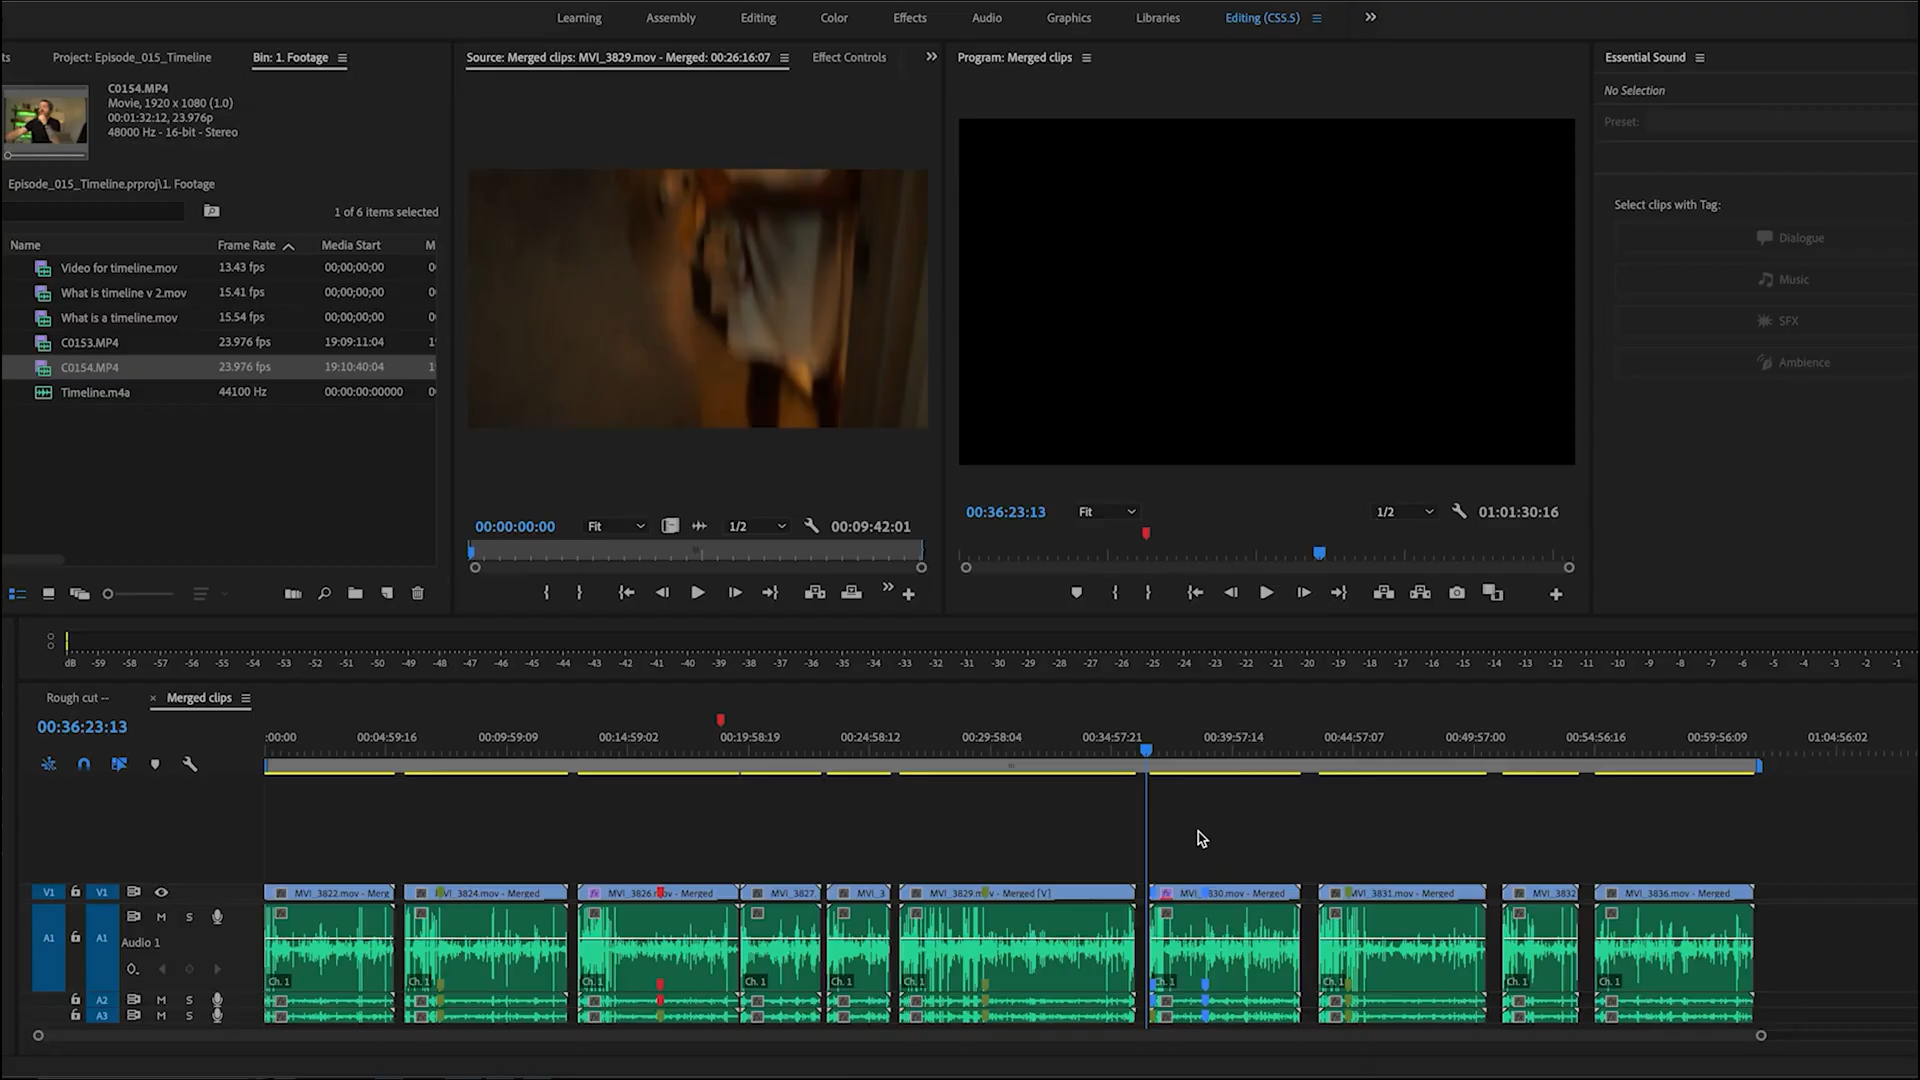 Learning Assembly Editing Color Effects Audio Graphics Libraries Editing (CS5.5)
ts Project: Episode_015_Timeline Bin: 1. Footage
Source: Merged clips: MVI_3829.mov - Merged: 00:26:16:07 Effect Controls
Program: Merged clips
Essential Sound
C0154.MP4
Movie, 1920 x 1080 (1.0)
00:01:32:12, 23.976p
48000 Hz - 16-bit - Stereo
No Selection
Preset:
Episode_015_Timeline.prproj\1. Footage
1 of 6 items selected
Select clips with Tag:
Dialogue
Music
SFX
Ambience
Name Frame Rate Media Start M
Video for timeline.mov 13.43 fps 00;00;00;00
What is timeline v 2.mov 15.41 fps 00;00;00;00
What is a timeline.mov 15.54 fps 00;00;00;00
C0153.MP4 23.976 fps 19:09:11:04
C0154.MP4 23.976 fps 19:10:40:04
Timeline.m4a 44100 Hz 00:00:00:00000
00:00:00:00 Fit 1/2 00:09:42:01
00:36:23:13 Fit 1/2 01:01:30:16
dB -59 -58 -57 -56 -55 -54 -53 -52 -51 -50 -49 -48 -47 -46 -45 -44 -43 -42 -41 -40 -39 -38 -37 -36 -35 -34 -33 -32 -31 -30 -29 -28 -27 -26 -25 -24 -23 -22 -21 -20 -19 -18 -17 -16 -15 -14 -13 -12 -11 -10 -9 -8 -7 -6 -5 -4 -3 -2 -1
Rough cut -- × Merged clips
00:36:23:13
:00:00 00:04:59:16 00:09:59:09 00:14:59:02 00:19:58:19 00:24:58:12 00:29:58:04 00:34:57:21 00:39:57:14 00:44:57:07 00:49:57:00 00:54:56:16 00:59:56:09 01:04:56:02
V1 V1 MVI_3822.mov - Merg VI_3824.mov - Merged MVI_3826.mov - Merged MVI_3827 MVI_3 MVI_3829.mov - Merged [V] MVI_830.mov - Merged MVI_3831.mov - Merged MVI_3832 MVI_3836.mov - Merged
A1 A1 M S
Audio 1
Ch. 1 Ch. 1 Ch. 1 Ch. 1 Ch. 1 Ch. 1 Ch. 1 Ch. 1 Ch. 1 Ch. 1
A2 M S
A3 M S